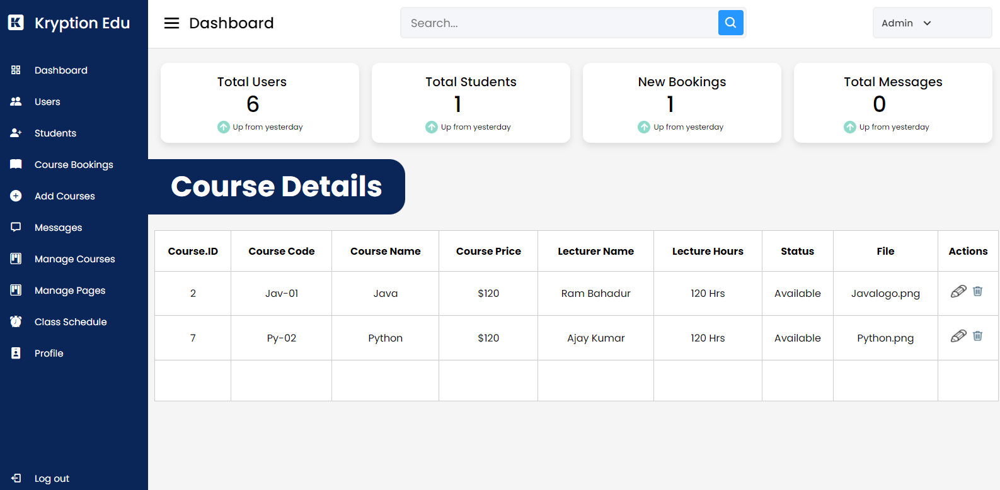 Kryption Edu
Dashboard
Users
Students
Course Bookings
Add Courses
Messages
Manage Courses
Manage Pages
Class Schedule
Profile
Log out
Dashboard
Search...
Admin
Total Users
6
Up from yesterday
Total Students
1
Up from yesterday
New Bookings
1
Up from yesterday
Total Messages
0
Up from yesterday
Course Details
Course.ID Course Code Course Name Course Price Lecturer Name Lecture Hours Status File Actions
2 Jav-01 Java $120 Ram Bahadur 120 Hrs Available Javalogo.png
7 Py-02 Python $120 Ajay Kumar 120 Hrs Available Python.png